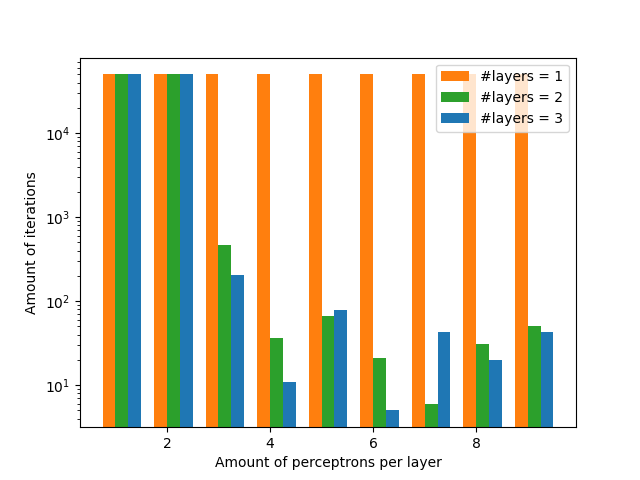 #layers = 1
#layers = 2
#layers = 3
10^4
10^3
10^2
10^1
Amount of iterations
2 4 6 8
Amount of perceptrons per layer